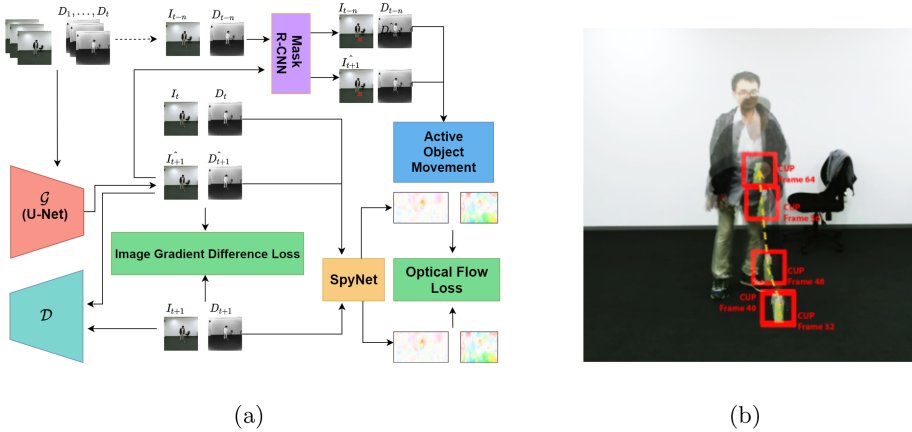 D₁, . . . , Dₜ
Iₜ₋ₙ Dₜ₋ₙ
Mask
R-CNN
Iₜ₋ₙ Dₜ₋ₙ
Îₜ₊₁
Iₜ Dₜ
Active
Object
Movement
Îₜ₊₁ D̂ₜ₊₁
𝒢
(U-Net)
Image Gradient Difference Loss
SpyNet
Optical Flow
Loss
𝒟
Iₜ₊₁ Dₜ₊₁
(a)
CUP
Frame 64
CUP
CUP
Frame 48
CUP
Frame 40
CUP
Frame 32
(b)